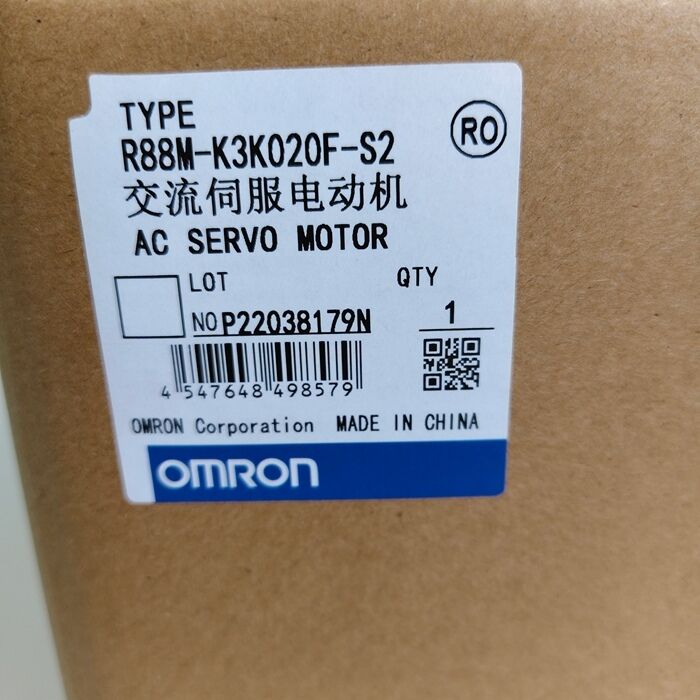 TYPE
R88M-K3K020F-S2
RO
交流伺服电动机
AC SERVO MOTOR
LOT
QTY
NO P22038179N
1
4 547648 498579
OMRON Corporation MADE IN CHINA
OMRON